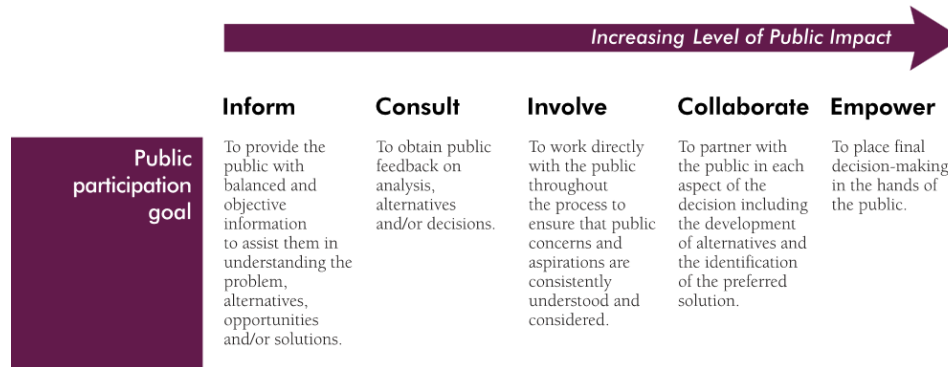 Increasing Level of Public Impact
Inform
Consult
Involve
Collaborate
Empower
Public
participation
goal
To provide the
public with
balanced and
objective
information
to assist them in
understanding the
problem,
alternatives,
opportunities
and/or solutions.
To obtain public
feedback on
analysis,
alternatives
and/or decisions.
To work directly
with the public
throughout
the process to
ensure that public
concerns and
aspirations are
consistently
understood and
considered.
To partner with
the public in each
aspect of the
decision including
the development
of alternatives and
the identification
of the preferred
solution.
To place final
decision-making
in the hands of
the public.